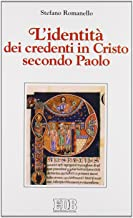 Stefano Romanello
L'identità
dei credenti in Cristo
secondo Paolo
EDB